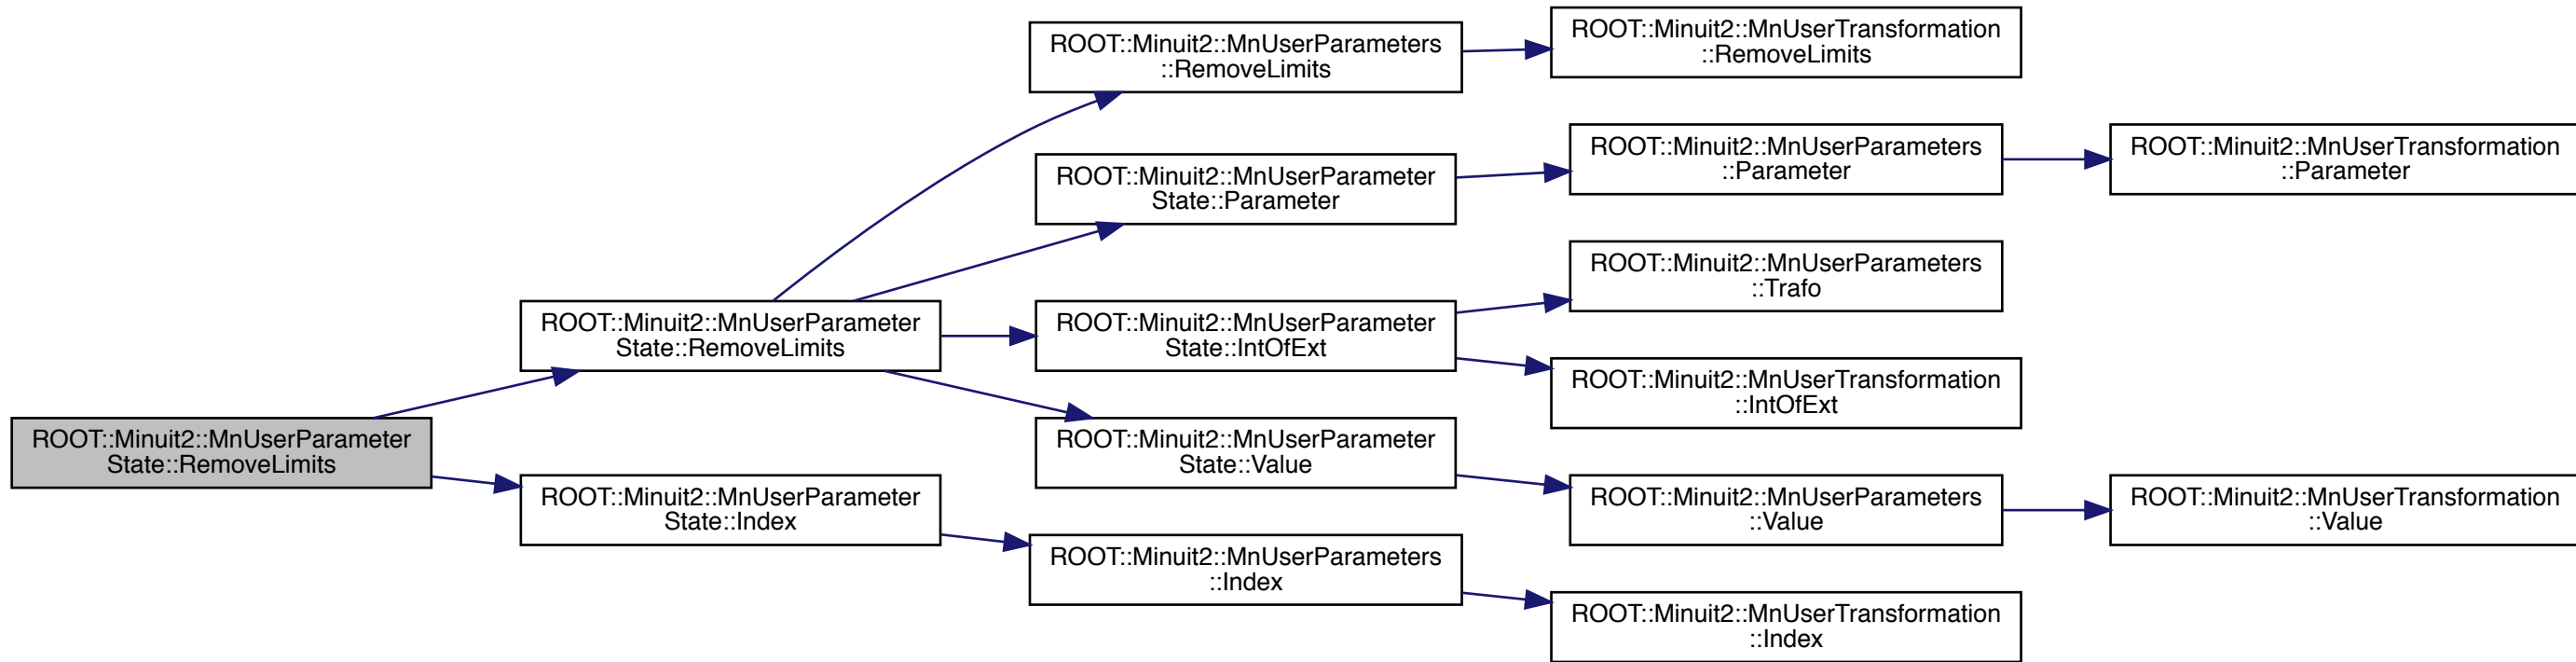 ROOT::Minuit2::MnUserParameter
State::RemoveLimits
ROOT::Minuit2::MnUserParameter
State::RemoveLimits
ROOT::Minuit2::MnUserParameter
State::Index
ROOT::Minuit2::MnUserParameters
::RemoveLimits
ROOT::Minuit2::MnUserParameter
State::Parameter
ROOT::Minuit2::MnUserParameter
State::IntOfExt
ROOT::Minuit2::MnUserParameter
State::Value
ROOT::Minuit2::MnUserParameters
::Index
ROOT::Minuit2::MnUserTransformation
::RemoveLimits
ROOT::Minuit2::MnUserParameters
::Parameter
ROOT::Minuit2::MnUserParameters
::Trafo
ROOT::Minuit2::MnUserTransformation
::IntOfExt
ROOT::Minuit2::MnUserParameters
::Value
ROOT::Minuit2::MnUserTransformation
::Index
ROOT::Minuit2::MnUserTransformation
::Parameter
ROOT::Minuit2::MnUserTransformation
::Value